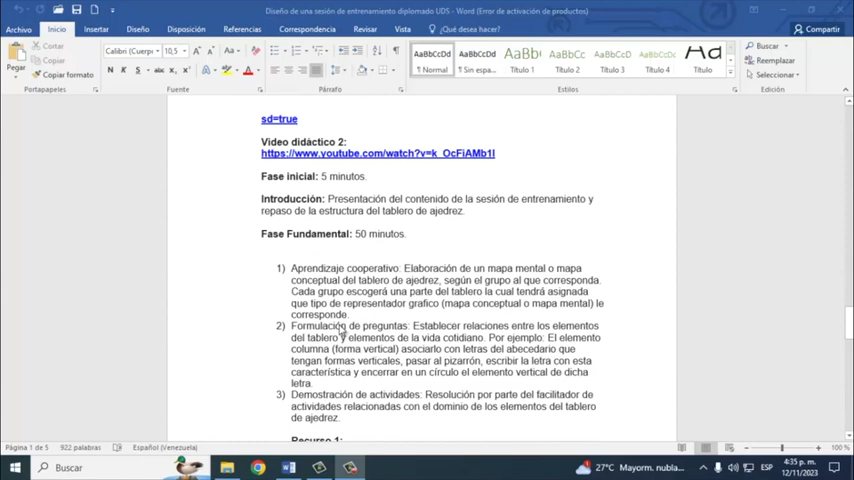 Diseño de una sesión de entrenamiento diplomado UDS - Word (Error de activación de productos)
Archivo Inicio Insertar Diseño Disposición Referencias Correspondencia Revisar Vista ¿Qué desea hacer? Compartir
Pegar
Cortar
Copiar
Copiar formato
Portapapeles
Calibri (Cuerpo) 10,5
Fuente
Párrafo
AaBbCcDd AaBbCcDd AaBbC AaBbCc AaBbCcD AaBbCcD AaB
¶ Normal ¶ Sin espa... Título 1 Título 2 Título 3 Título 4 Título
Estilos
Buscar
Reemplazar
Seleccionar
Edición
sd=true
Video didáctico 2:
https://www.youtube.com/watch?v=k_OcFiAMb1I
Fase inicial: 5 minutos.
Introducción: Presentación del contenido de la sesión de entrenamiento y
repaso de la estructura del tablero de ajedrez.
Fase Fundamental: 50 minutos.
1) Aprendizaje cooperativo: Elaboración de un mapa mental o mapa
conceptual del tablero de ajedrez, según el grupo al que corresponda.
Cada grupo escogerá una parte del tablero la cual tendrá asignada
que tipo de representador grafico (mapa conceptual o mapa mental) le
corresponde.
2) Formulación de preguntas: Establecer relaciones entre los elementos
del tablero y elementos de la vida cotidiano. Por ejemplo: El elemento
columna (forma vertical) asociarlo con letras del abecedario que
tengan formas verticales, pasar al pizarrón, escribir la letra con esta
característica y encerrar en un círculo el elemento vertical de dicha
letra.
3) Demostración de actividades: Resolución por parte del facilitador de
actividades relacionadas con el dominio de los elementos del tablero
de ajedrez.
Recurso 1:
Página 1 de 5 922 palabras Español (Venezuela) 100 %
Buscar 27°C Mayorm. nubla... ESP 4:35 p. m.
12/11/2023